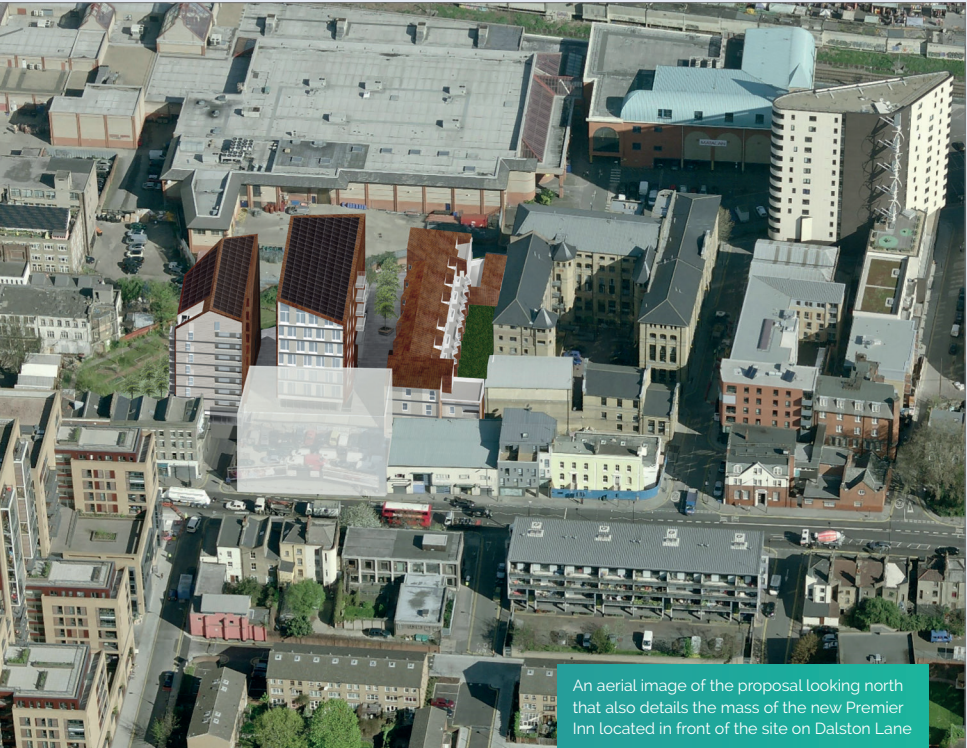 An aerial image of the proposal looking north
that also details the mass of the new Premier
Inn located in front of the site on Dalston Lane